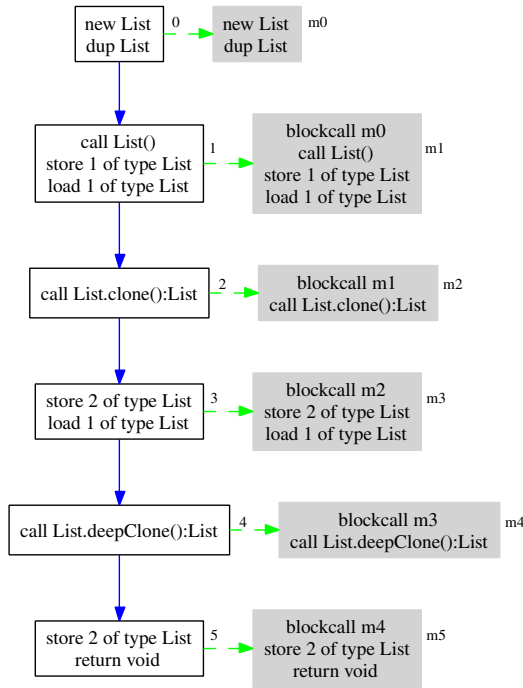 new List
dup List
0
new List
dup List
m0
call List()
store 1 of type List
load 1 of type List
1
blockcall m0
call List()
store 1 of type List
load 1 of type List
m1
call List.clone():List
2
blockcall m1
call List.clone():List
m2
store 2 of type List
load 1 of type List
3
blockcall m2
store 2 of type List
load 1 of type List
m3
call List.deepClone():List
4
blockcall m3
call List.deepClone():List
m4
store 2 of type List
return void
5
blockcall m4
store 2 of type List
return void
m5